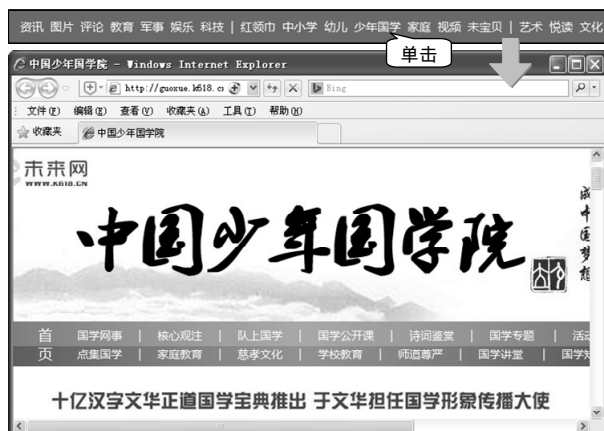 资讯 图片 评论 教育 军事 娱乐 科技 | 红领巾 中小学 幼儿 少年国学 家庭 视频 未宝贝 | 艺术 悦读 文化
单击
中国少年国学院 - Windows Internet Explorer
http://guoxue.k618.cn
Bing
文件(F) 编辑(E) 查看(V) 收藏夹(A) 工具(T) 帮助(H)
收藏夹 中国少年国学院
未来网
WWW.K618.CN
中国少年国学院
成中国梦想
首页
国学网事 | 核心观注 | 队上国学 | 国学公开课 | 诗词鉴赏 | 国学专题 |
点集国学 | 家庭教育 | 慈孝文化 | 学校教育 | 师道尊严 | 国学讲堂 |
十亿汉字文华正道国学宝典推出 于文华担任国学形象传播大使